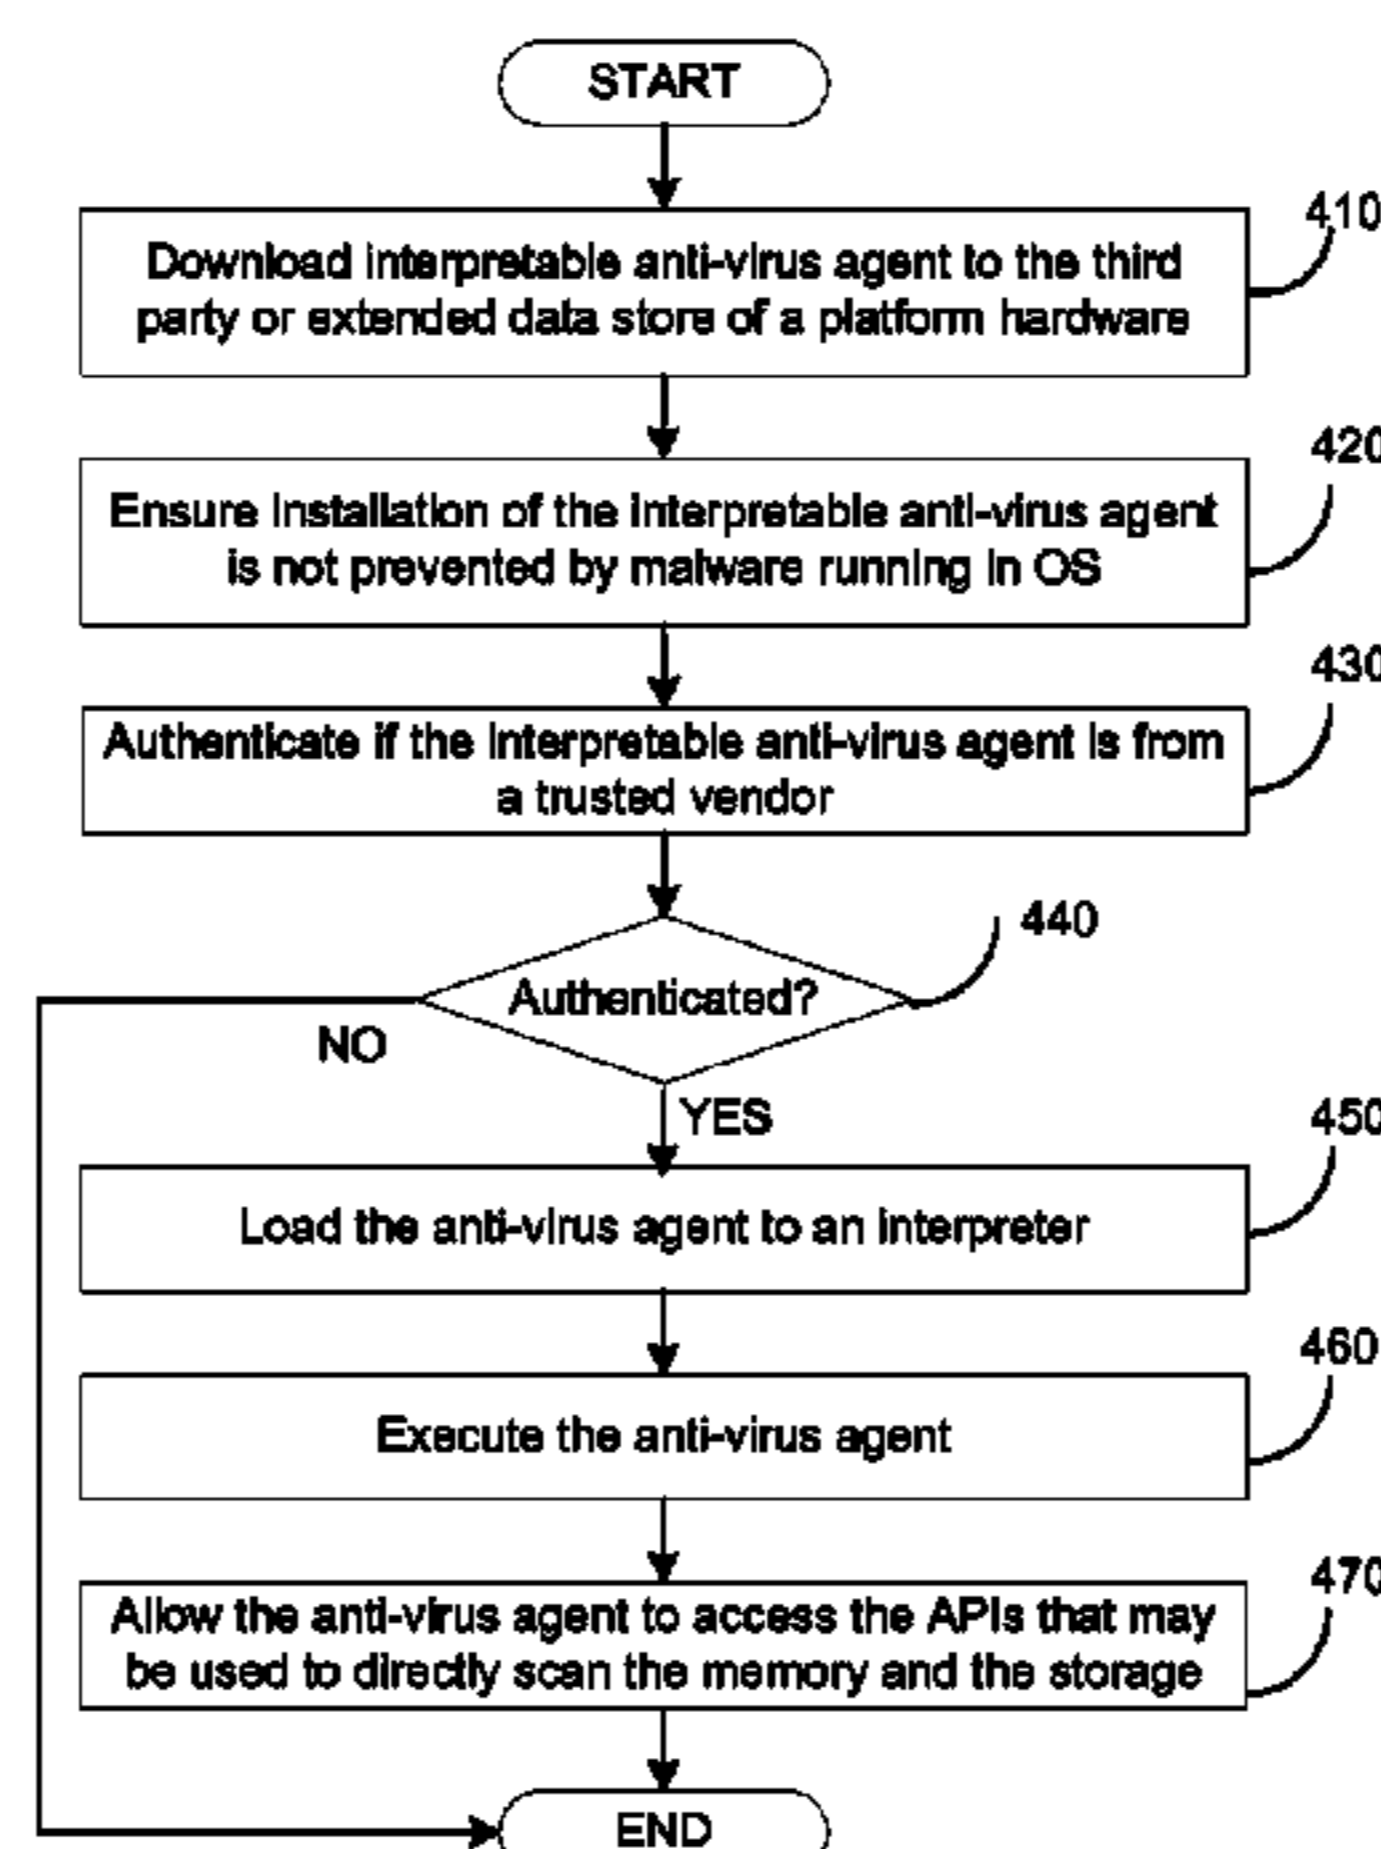 START
410
Download interpretable anti-virus agent to the third
party or extended data store of a platform hardware
420
Ensure installation of the interpretable anti-virus agent
is not prevented by malware running in OS
430
Authenticate if the interpretable anti-virus agent is from
a trusted vendor
440
Authenticated?
NO
YES
450
Load the anti-virus agent to an interpreter
460
Execute the anti-virus agent
470
Allow the anti-virus agent to access the APIs that may
be used to directly scan the memory and the storage
END